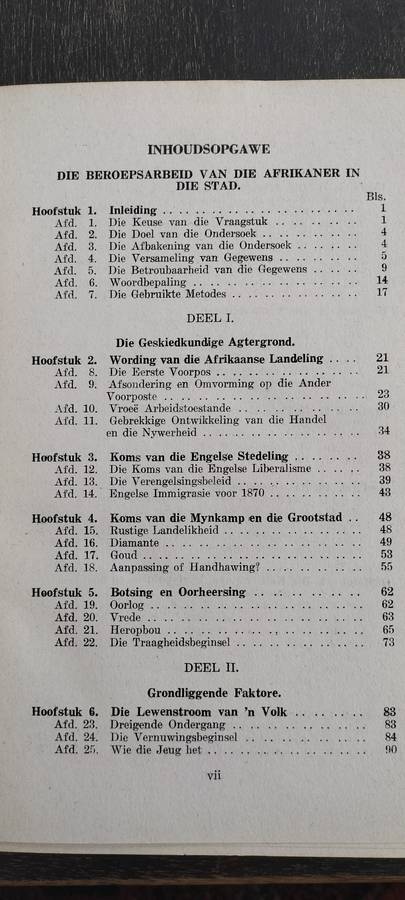 INHOUDSOPGAWE
DIE BEROEPSARBEID VAN DIE AFRIKANER IN
DIE STAD.
Bls.
Hoofstuk 1. Inleiding .. .. .. .. .. .. .. .. .. .. .. 1
Afd. 1. Die Keuse van die Vraagstuk .. .. .. .. .. 1
Afd. 2. Die Doel van die Ondersoek .. .. .. .. .. 4
Afd. 3. Die Afbakening van die Ondersoek .. .. .. 4
Afd. 4. Die Versameling van Gegewens .. .. .. .. 5
Afd. 5. Die Betroubaarheid van die Gegewens .. .. 9
Afd. 6. Woordbepaling .. .. .. .. .. .. .. .. .. 14
Afd. 7. Die Gebruikte Metodes .. .. .. .. .. .. .. 17
DEEL I.
Die Geskiedkundige Agtergrond.
Hoofstuk 2. Wording van die Afrikaanse Landeling .. .. 21
Afd. 8. Die Eerste Voorpos .. .. .. .. .. .. .. .. 21
Afd. 9. Afsondering en Omvorming op die Ander
Voorposte .. .. .. .. .. .. .. .. .. .. .. 23
Afd. 10. Vroeë Arbeidstoestande .. .. .. .. .. .. .. 30
Afd. 11. Gebrekkige Ontwikkeling van die Handel
en die Nywerheid .. .. .. .. .. .. .. .. .. 34
Hoofstuk 3. Koms van die Engelse Stedeling .. .. .. .. 38
Afd. 12. Die Koms van die Engelse Liberalisme .. .. .. 38
Afd. 13. Die Verengelsingsbeleid .. .. .. .. .. .. .. 39
Afd. 14. Engelse Immigrasie voor 1870 .. .. .. .. .. 43
Hoofstuk 4. Koms van die Mynkamp en die Grootstad .. 48
Afd. 15. Rustige Landelikheid .. .. .. .. .. .. .. .. 48
Afd. 16. Diamante .. .. .. .. .. .. .. .. .. .. .. 49
Afd. 17. Goud .. .. .. .. .. .. .. .. .. .. .. .. 53
Afd. 18. Aanpassing of Handhawing? .. .. .. .. .. .. 55
Hoofstuk 5. Botsing en Oorheersing .. .. .. .. .. .. 62
Afd. 19. Oorlog .. .. .. .. .. .. .. .. .. .. .. .. 62
Afd. 20. Vrede .. .. .. .. .. .. .. .. .. .. .. .. 63
Afd. 21. Heropbou .. .. .. .. .. .. .. .. .. .. .. 65
Afd. 22. Die Traagheidsbeginsel .. .. .. .. .. .. .. 73
DEEL II.
Grondliggende Faktore.
Hoofstuk 6. Die Lewenstroom van 'n Volk .. .. .. .. 83
Afd. 23. Dreigende Ondergang .. .. .. .. .. .. .. .. 83
Afd. 24. Die Vernuwingsbeginsel .. .. .. .. .. .. .. 84
Afd. 25. Wie die Jeug het .. .. .. .. .. .. .. .. .. 90
vii